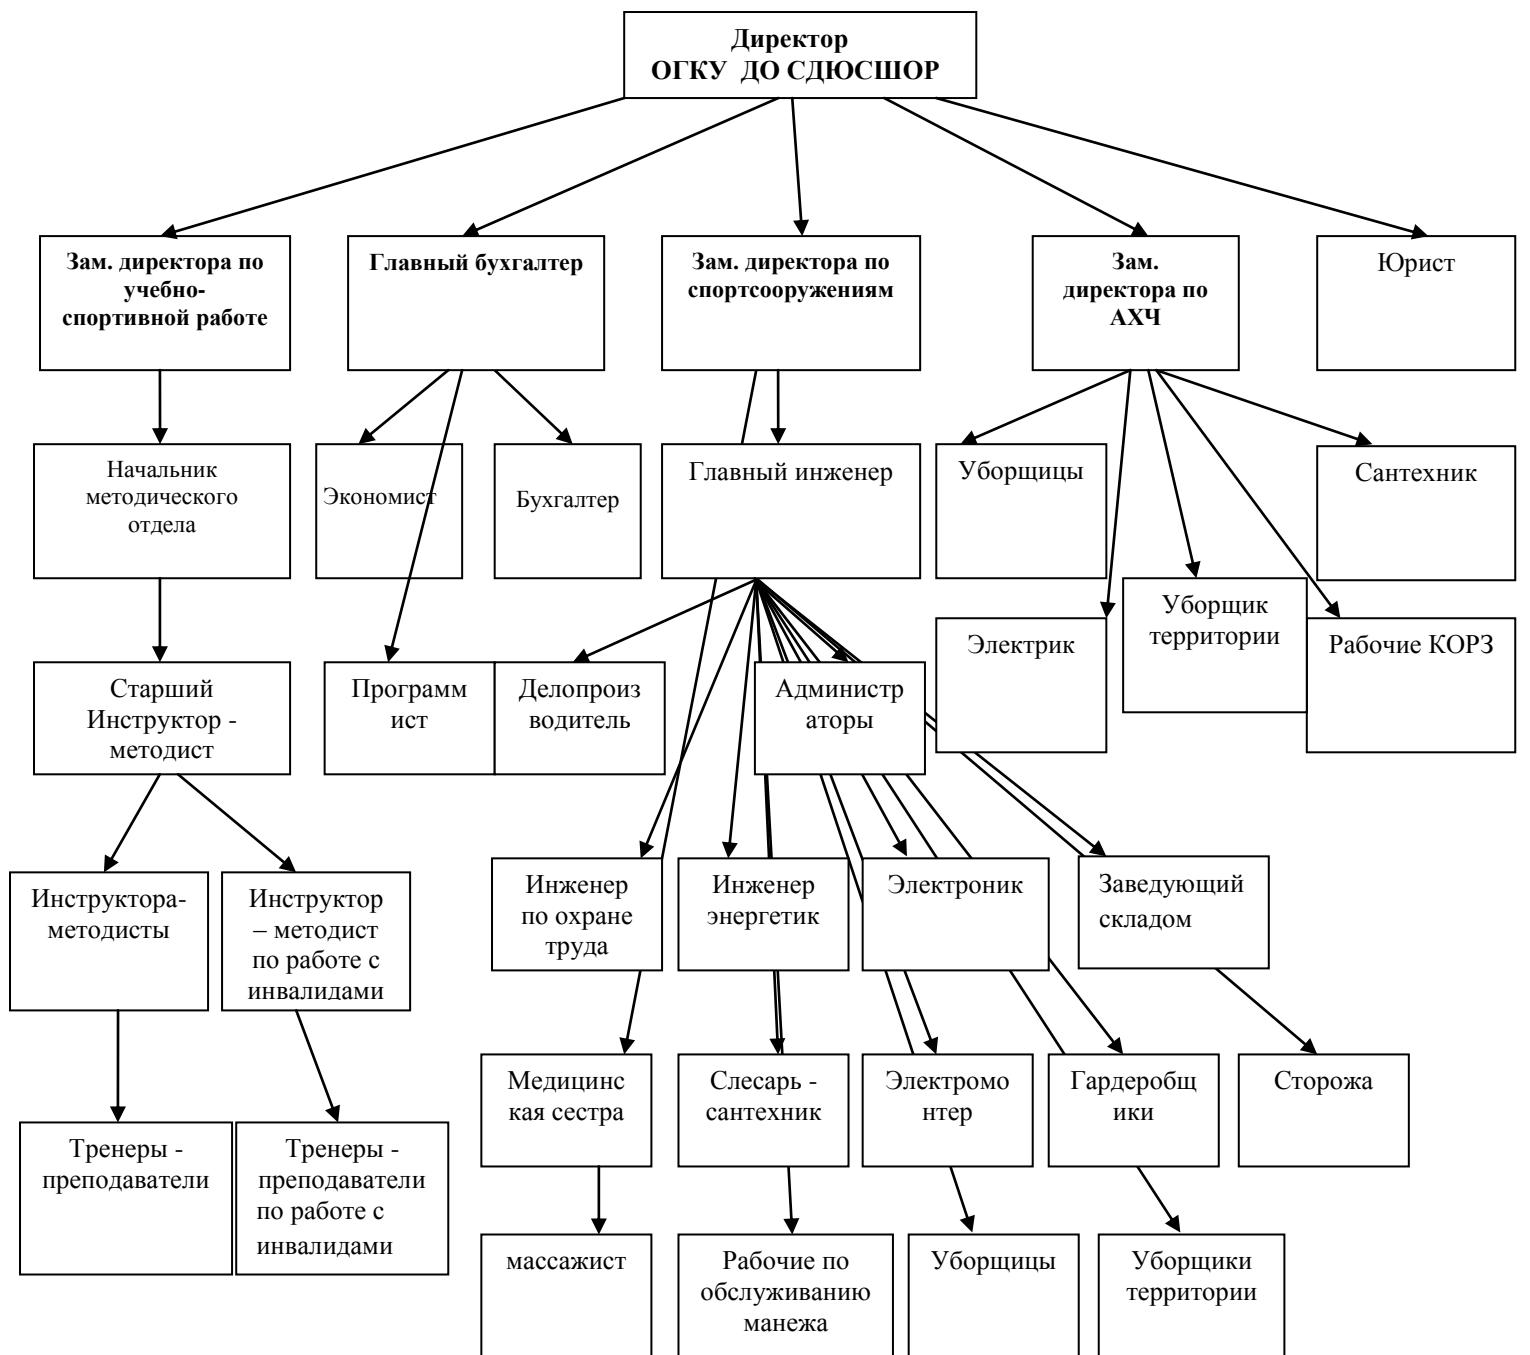 Директор
ОГКУ ДО СДЮСШОР
Зам. директора по
учебно-
спортивной работе
Главный бухгалтер
Зам. директора по
спортсооружениям
Зам.
директора по
АХЧ
Юрист
Начальник
методического
отдела
Экономист
Бухгалтер
Главный инженер
Уборщицы
Сантехник
Электрик
Уборщик
территории
Рабочие КОРЗ
Старший
Инструктор -
методист
Программ
ист
Делопроиз
водитель
Администр
аторы
Инструктора-
методисты
Инструктор
– методист
по работе с
инвалидами
Инженер
по охране
труда
Инженер
энергетик
Электроник
Заведующий
складом
Медицинс
кая сестра
Слесарь -
сантехник
Электромо
нтер
Гардеробщ
ики
Сторожа
Тренеры -
преподаватели
Тренеры -
преподаватели
по работе с
инвалидами
массажист
Рабочие по
обслуживанию
манежа
Уборщицы
Уборщики
территории